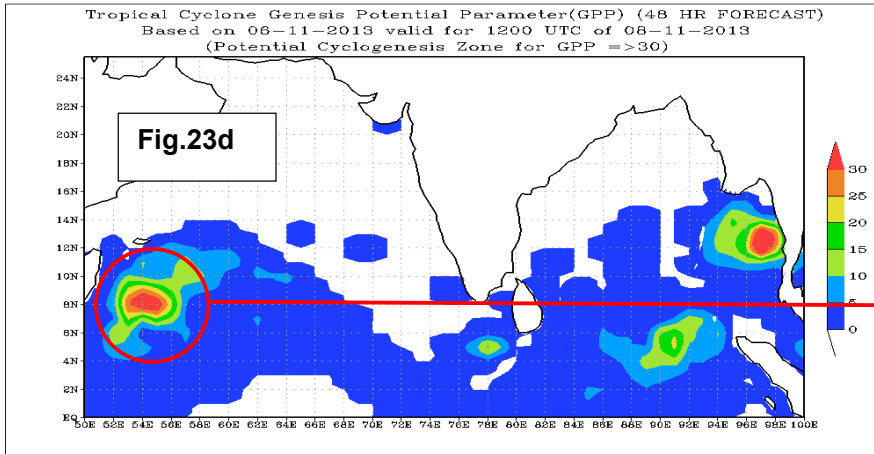 Tropical Cyclone Genesis Potential Parameter(GPP) (48 HR FORECAST)
Based on 06-11-2013 valid for 1200 UTC of 08-11-2013
(Potential Cyclogenesis Zone for GPP =>30)
24N
22N
20N
18N
16N
14N
12N
10N
8N
6N
4N
2N
EQ
Fig.23d
50E 52E 54E 56E 58E 60E 62E 64E 66E 68E 70E 72E 74E 76E 78E 80E 82E 84E 86E 88E 90E 92E 94E 96E 98E 100E
30
25
20
15
10
5
0